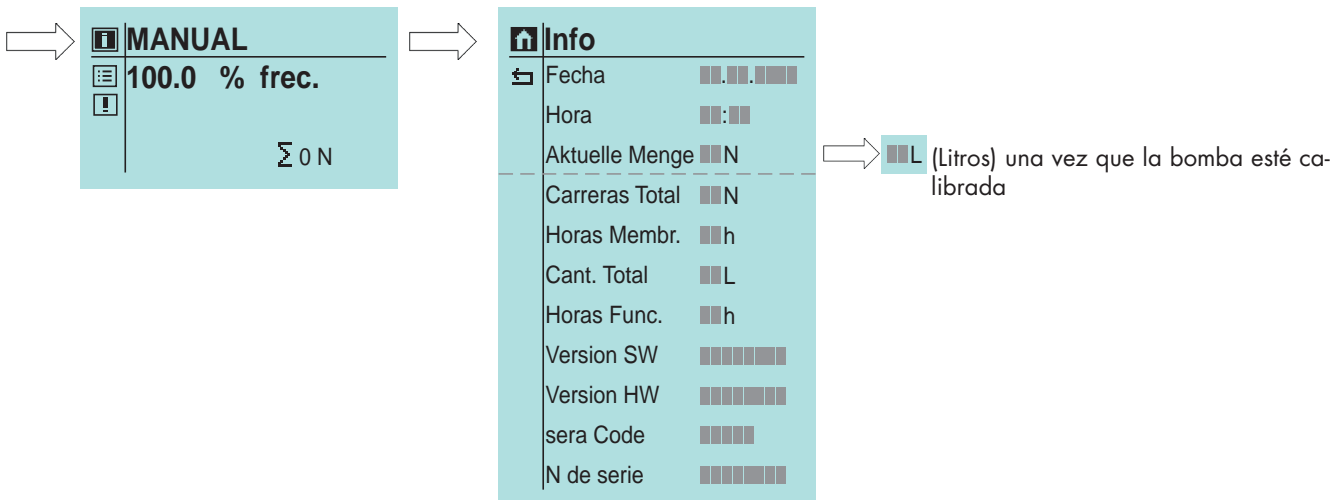 MANUAL
100.0 % frec.
Σ 0 N
Info
Fecha . .
Hora :
Aktuelle Menge N
L (Litros) una vez que la bomba esté ca-
librada
Carreras Total N
Horas Membr. h
Cant. Total L
Horas Func. h
Version SW
Version HW
sera Code
N de serie